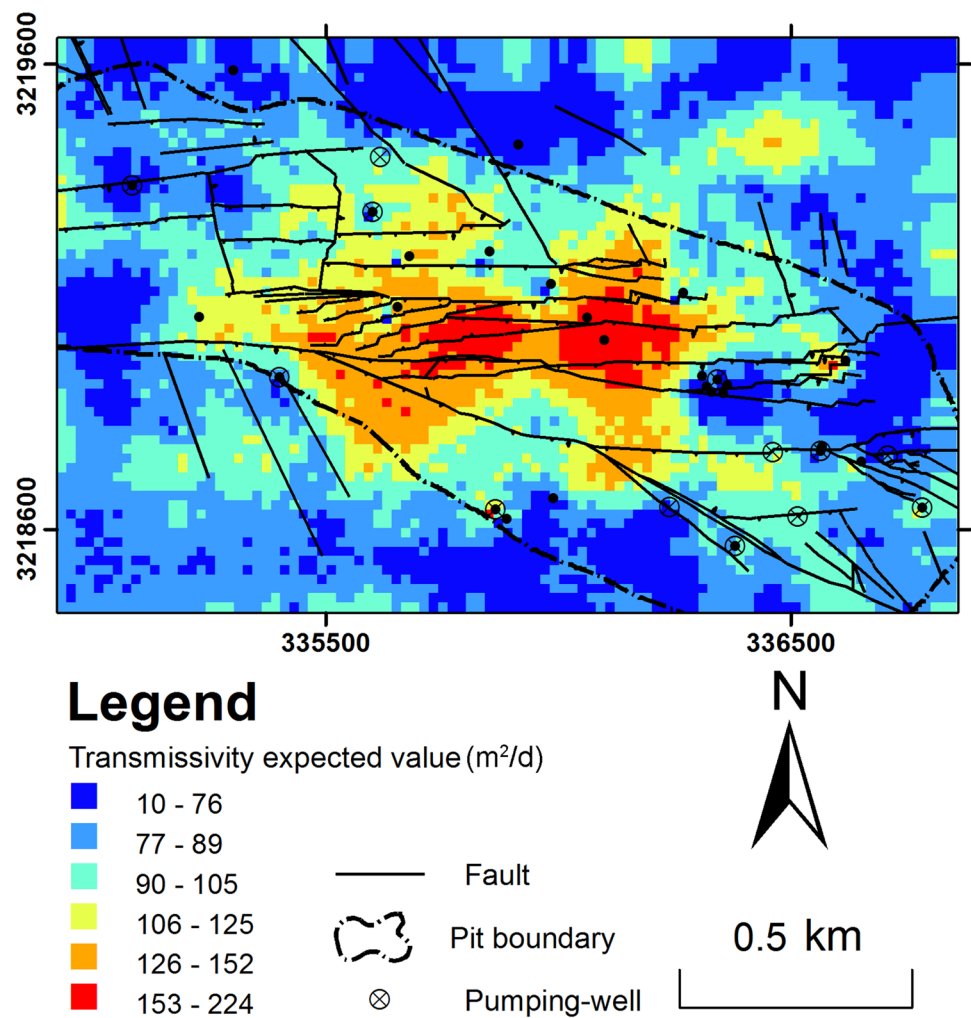 3219600
3218600
335500
336500
Legend
N
Transmissivity expected value (m²/d)
10 - 76
77 - 89
90 - 105
106 - 125
126 - 152
153 - 224
Fault
Pit boundary
Pumping-well
0.5 km